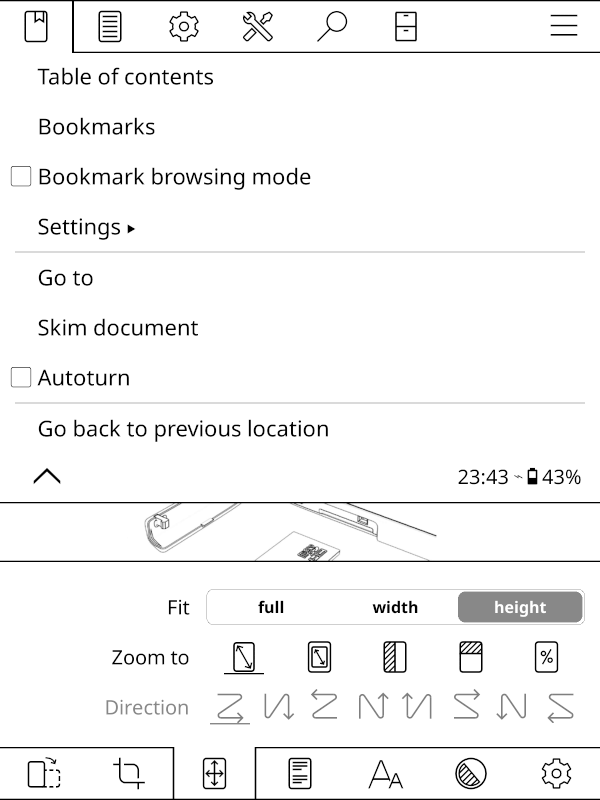 Table of contents
Bookmarks
Bookmark browsing mode
Settings ▸
Go to
Skim document
Autoturn
Go back to previous location
23:43 ~ 43%
Fit full width height
Zoom to %
Direction
AA